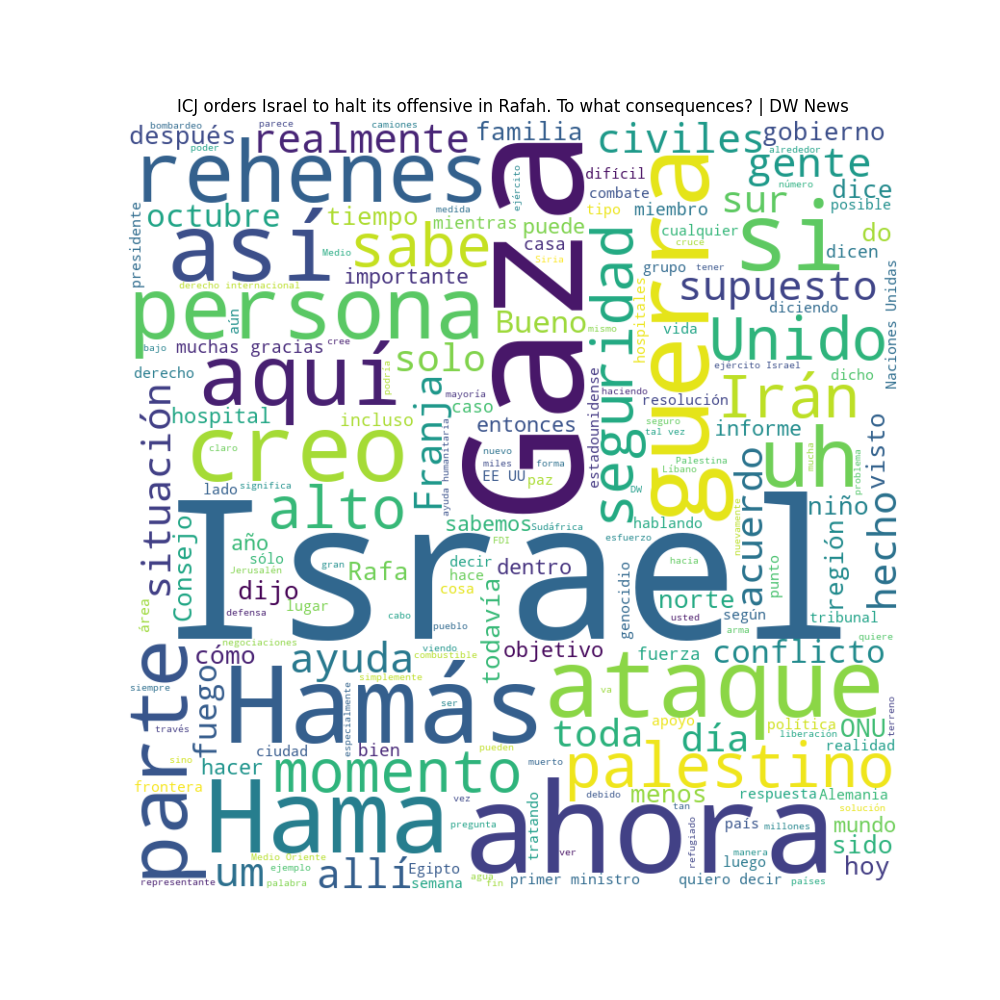 ICJ orders Israel to halt its offensive in Rafah. To what consequences? | DW News
bombardeo
parece
camiones
después
realmente
familia
civiles
gobierno
poder
alrededor
rehenes
Gaza
ejército
difícil
guerra
gente
combate
número
dice
presidente
octubre
tiempo
medida
mientras
puede
tipo
miembro
sur
posible
así
Medio
sabe
casa
cualquier
cruce
si
do
dicen
importante
Siria
seguridad
hospitales
grupo
tener
supuesto
Naciones Unidas
derecho internacional
persona
aún
Bueno
mismo
vida
diciendo
Unido
bajo
muchas gracias
cree
solo
ejército Israel
derecho
aquí
podría
estadounidense
haciendo
Irán
dicho
situación
hospital
incluso
Franja
mayoría
caso
resolución
entonces
seguro
tal vez
informe
uh
visto
creo
claro
ayuda humanitaria
nuevo
miles
forma
EE UU
paz
Palestina
Líbano
mucha
problema
lado
significa
alto
DW
acuerdo
niño
hecho
Consejo
Israel
sabemos
Sudáfrica
hablando
nuevamente
año
FDI
esfuerzo
sólo
Jerusalén
gran
Rafa
decir
hace
dentro
hacia
región
punto
dijo
cosa
genocidio
norte
área
defensa
lugar
cabo
todavía
según
usted
arma
tribunal
pueblo
quiere
parte
cómo
negociaciones
ayuda
viendo
combustible
simplemente
objetivo
fuerza
conflicto
siempre
fuego
Hamás
especialmente
ser
ataque
va
través
apoyo
política
liberación
ONU
terreno
toda
día
realidad
sino
ciudad
bien
pueden
hacer
momento
muerto
palestino
frontera
debido
menos
respuesta
Alemania
Hama
vez
ahora
tan
solución
pregunta
tratando
país
millones
mundo
refugiado
sido
ver
manera
Medio Oriente
ejemplo
allí
Egipto
luego
hoy
representante
um
palabra
semana
agua
fin
primer ministro
quiero decir
países